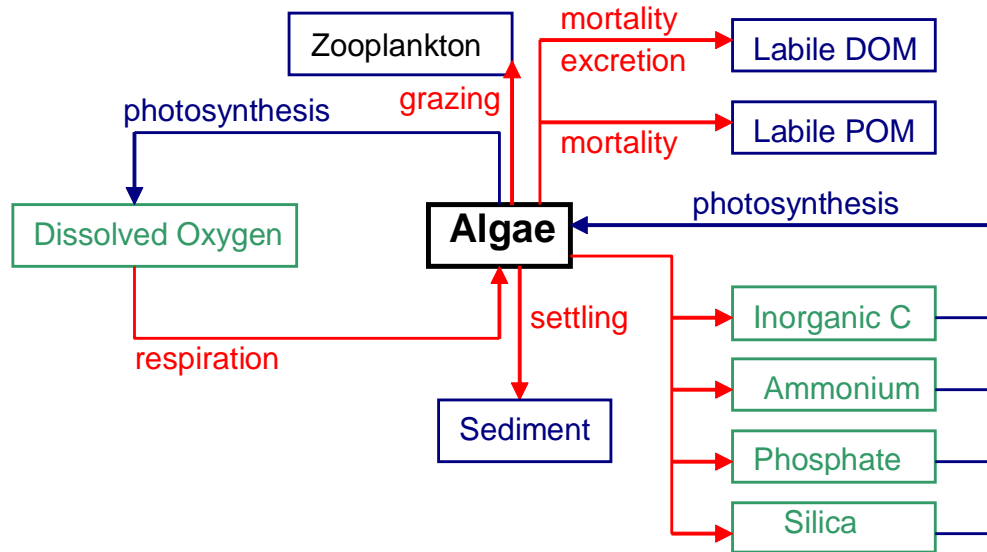 mortality
Zooplankton
Labile DOM
excretion
grazing
photosynthesis
mortality
Labile POM
photosynthesis
Dissolved Oxygen
Algae
Inorganic C
settling
respiration
Ammonium
Sediment
Phosphate
Silica